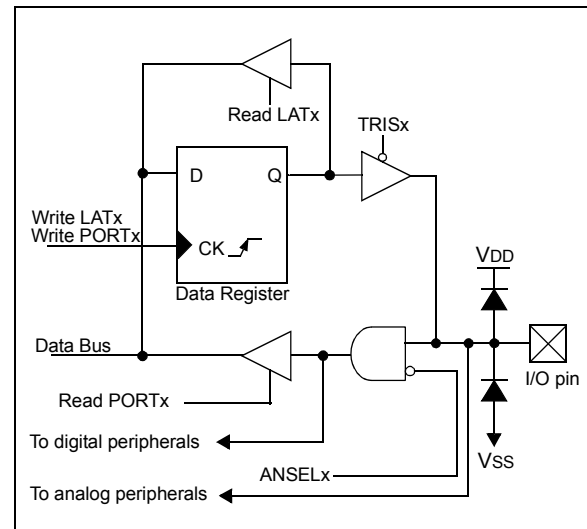 Read LATx
TRISx
D
Q
Write LATx
Write PORTx
CK
Data Register
VDD
Data Bus
I/O pin
Read PORTx
To digital peripherals
VSS
ANSELx
To analog peripherals